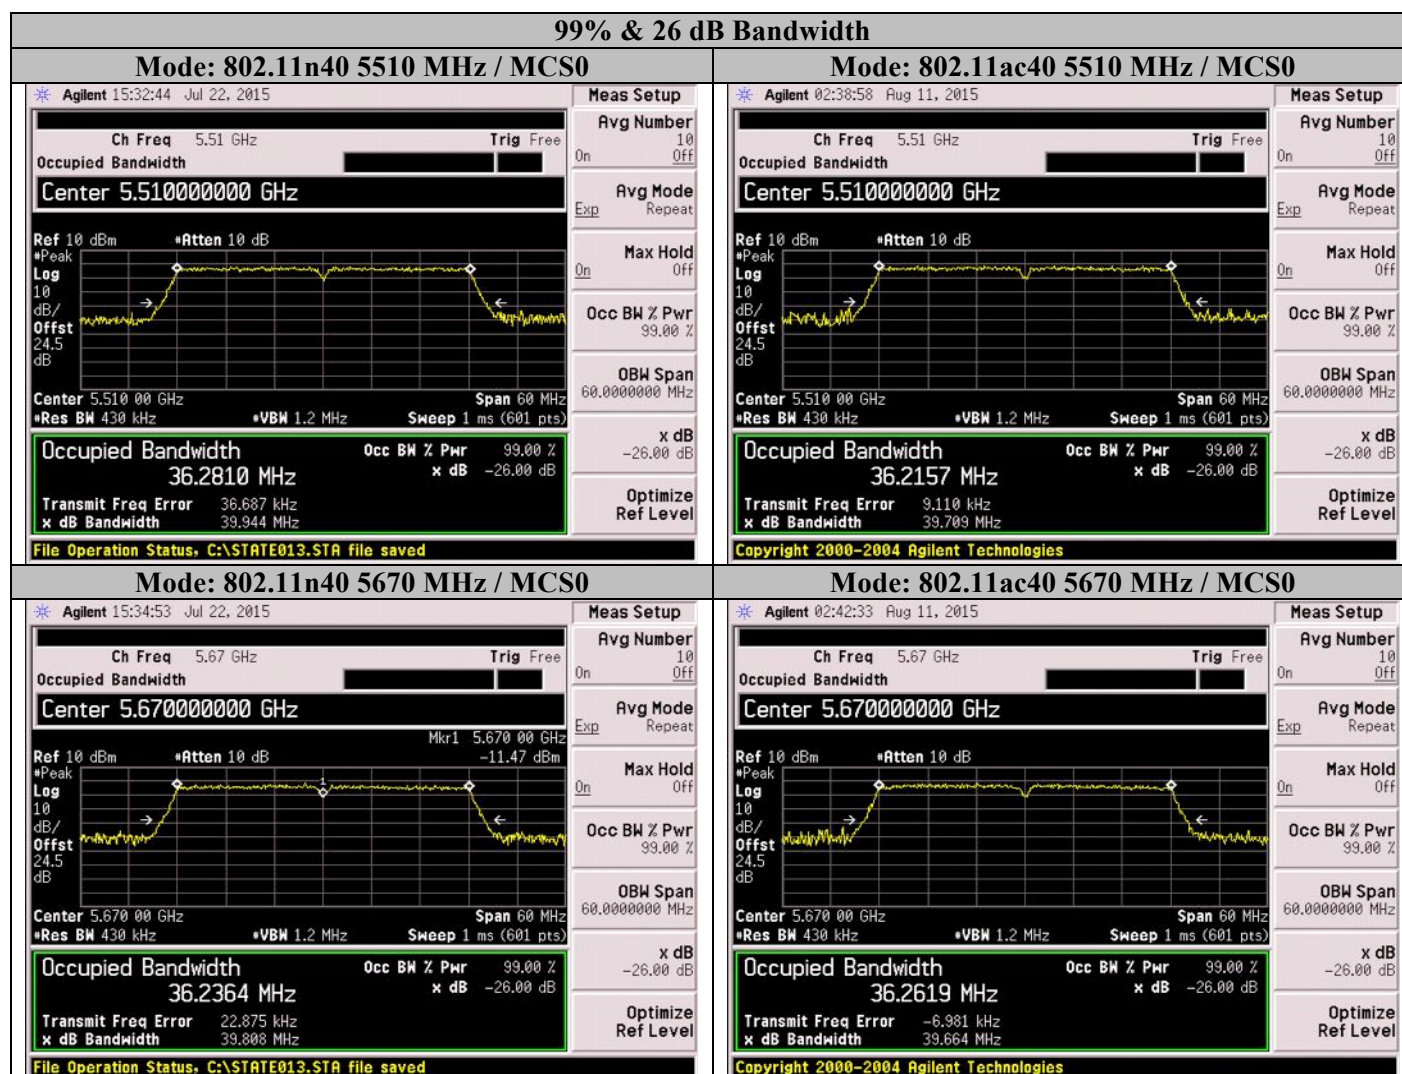 99% & 26 dB Bandwidth
Mode: 802.11n40 5510 MHz / MCS0
Agilent 15:32:44 Jul 22, 2015
Meas Setup
Ch Freq 5.51 GHz Trig Free
Occupied Bandwidth
Center 5.510000000 GHz
Ref 10 dBm #Atten 10 dB
#Peak
Log
10
dB/
Offst
24.5
dB
Center 5.510 00 GHz Span 60 MHz
#Res BW 430 kHz #VBW 1.2 MHz Sweep 1 ms (601 pts)
Occupied Bandwidth Occ BW % Pwr 99.00 %
36.2810 MHz x dB -26.00 dB
Transmit Freq Error 36.687 kHz
x dB Bandwidth 39.944 MHz
File Operation Status, C:\STATE013.STA file saved
Avg Number
10
On Off
Avg Mode
Exp Repeat
Max Hold
On Off
Occ BW % Pwr
99.00 %
OBW Span
60.0000000 MHz
x dB
-26.00 dB
Optimize
Ref Level
Mode: 802.11ac40 5510 MHz / MCS0
Agilent 02:38:58 Aug 11, 2015
Meas Setup
Ch Freq 5.51 GHz Trig Free
Occupied Bandwidth
Center 5.510000000 GHz
Ref 10 dBm #Atten 10 dB
#Peak
Log
10
dB/
Offst
24.5
dB
Center 5.510 00 GHz Span 60 MHz
#Res BW 430 kHz #VBW 1.2 MHz Sweep 1 ms (601 pts)
Occupied Bandwidth Occ BW % Pwr 99.00 %
36.2157 MHz x dB -26.00 dB
Transmit Freq Error 9.110 kHz
x dB Bandwidth 39.709 MHz
Copyright 2000-2004 Agilent Technologies
Avg Number
10
On Off
Avg Mode
Exp Repeat
Max Hold
On Off
Occ BW % Pwr
99.00 %
OBW Span
60.0000000 MHz
x dB
-26.00 dB
Optimize
Ref Level
Mode: 802.11n40 5670 MHz / MCS0
Agilent 15:34:53 Jul 22, 2015
Meas Setup
Ch Freq 5.67 GHz Trig Free
Occupied Bandwidth
Center 5.670000000 GHz
Mkr1 5.670 00 GHz
Ref 10 dBm #Atten 10 dB -11.47 dBm
#Peak
Log
10
dB/
Offst
24.5
dB
1
Center 5.670 00 GHz Span 60 MHz
#Res BW 430 kHz #VBW 1.2 MHz Sweep 1 ms (601 pts)
Occupied Bandwidth Occ BW % Pwr 99.00 %
36.2364 MHz x dB -26.00 dB
Transmit Freq Error 22.875 kHz
x dB Bandwidth 39.808 MHz
File Operation Status, C:\STATE013.STA file saved
Avg Number
10
On Off
Avg Mode
Exp Repeat
Max Hold
On Off
Occ BW % Pwr
99.00 %
OBW Span
60.0000000 MHz
x dB
-26.00 dB
Optimize
Ref Level
Mode: 802.11ac40 5670 MHz / MCS0
Agilent 02:42:33 Aug 11, 2015
Meas Setup
Ch Freq 5.67 GHz Trig Free
Occupied Bandwidth
Center 5.670000000 GHz
Ref 10 dBm #Atten 10 dB
#Peak
Log
10
dB/
Offst
24.5
dB
Center 5.670 00 GHz Span 60 MHz
#Res BW 430 kHz #VBW 1.2 MHz Sweep 1 ms (601 pts)
Occupied Bandwidth Occ BW % Pwr 99.00 %
36.2619 MHz x dB -26.00 dB
Transmit Freq Error -6.981 kHz
x dB Bandwidth 39.664 MHz
Copyright 2000-2004 Agilent Technologies
Avg Number
10
On Off
Avg Mode
Exp Repeat
Max Hold
On Off
Occ BW % Pwr
99.00 %
OBW Span
60.0000000 MHz
x dB
-26.00 dB
Optimize
Ref Level